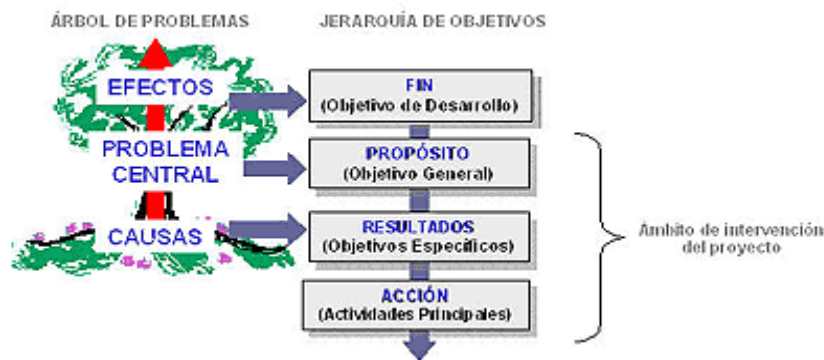 ÁRBOL DE PROBLEMAS
JERARQUÍA DE OBJETIVOS
EFECTOS
PROBLEMA
CENTRAL
CAUSAS
FIN
(Objetivo de Desarrollo)
PROPÓSITO
(Objetivo General)
RESULTADOS
(Objetivos Específicos)
ACCIÓN
(Actividades Principales)
Ámbito de intervención
del proyecto